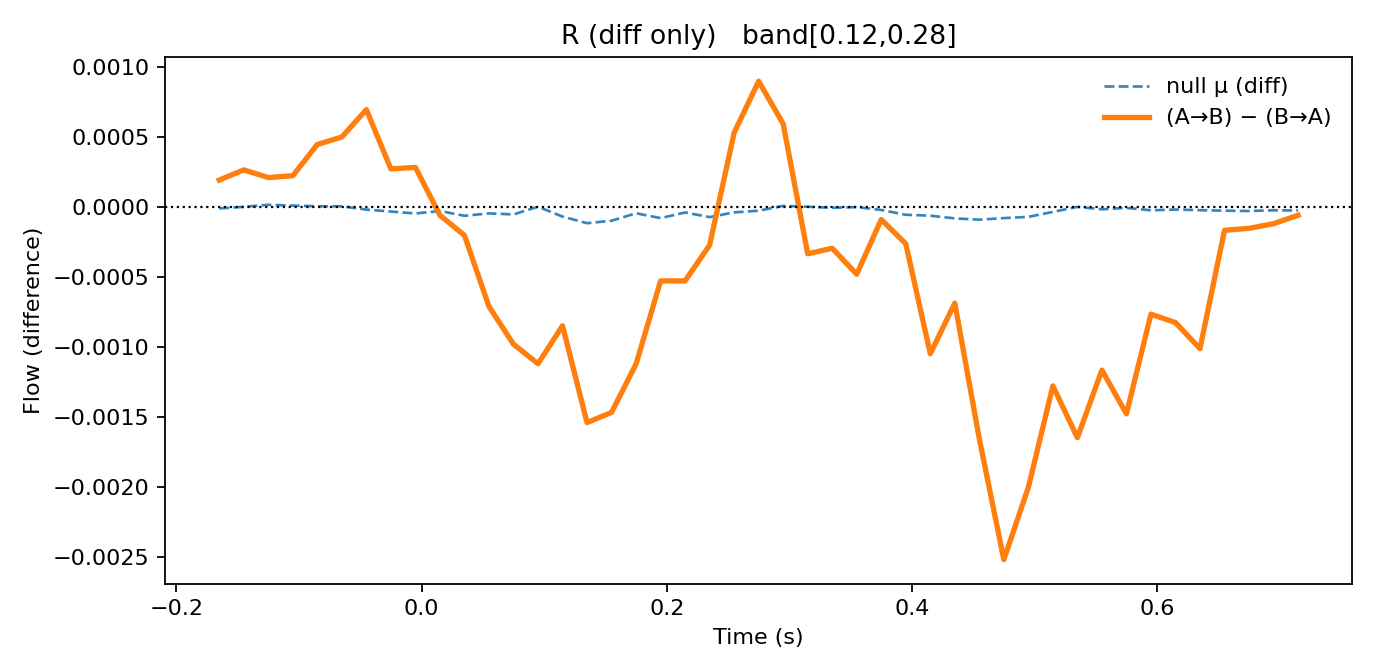 R (diff only)   band[0.12,0.28]
null μ (diff)
(A→B) − (B→A)
0.0010
0.0005
0.0000
−0.0005
−0.0010
−0.0015
−0.0020
−0.0025
Flow (difference)
−0.2
0.0
0.2
0.4
0.6
Time (s)